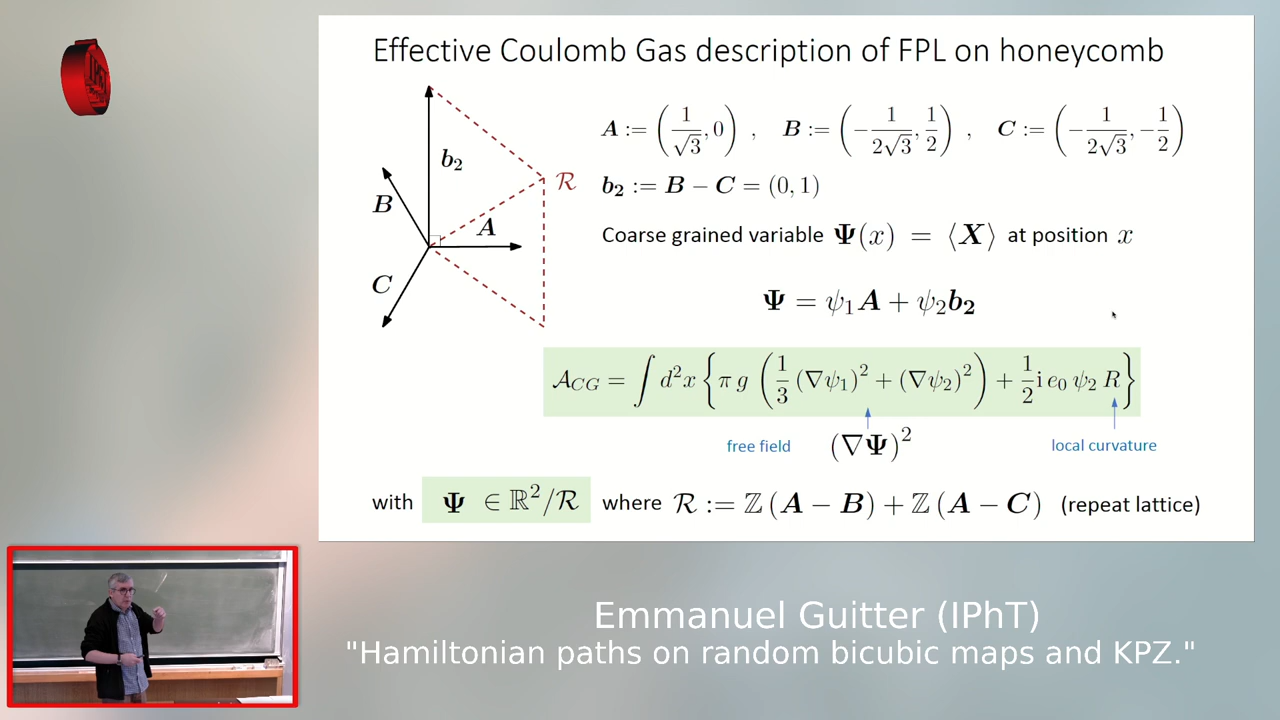 Effective Coulomb Gas description of FPL on honeycomb
A := (1/√3, 0) , B := (−1/2√3, 1/2) , C := (−1/2√3, −1/2)
b₂
b₂ := B − C = (0, 1)
R
B
A
Coarse grained variable Ψ(x) = ⟨X⟩ at position x
C
Ψ = ψ₁A + ψ₂b₂
𝒜_CG = ∫ d²x { π g ( 1/3 (∇ψ₁)² + (∇ψ₂)² ) + 1/2 i e₀ ψ₂ R }
free field (∇Ψ)² local curvature
with Ψ ∈ ℝ²/ℛ where ℛ := ℤ (A − B) + ℤ (A − C) (repeat lattice)
Emmanuel Guitter (IPhT)
"Hamiltonian paths on random bicubic maps and KPZ."